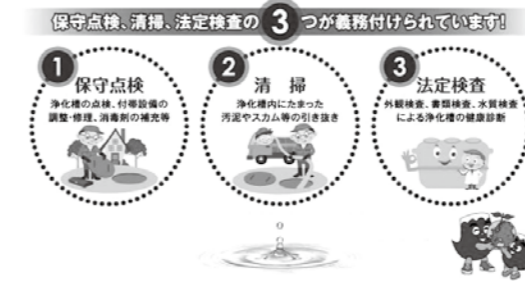 保守点検、清掃、法定検査の3つが義務付けられています!
1
保守点検
浄化槽の点検、付帯設備の
調整・修理、消毒剤の補充等
2
清 掃
浄化槽内にたまった
汚泥やスカム等の引き抜き
3
法定検査
外観検査、書類検査、水質検査
による浄化槽の健康診断